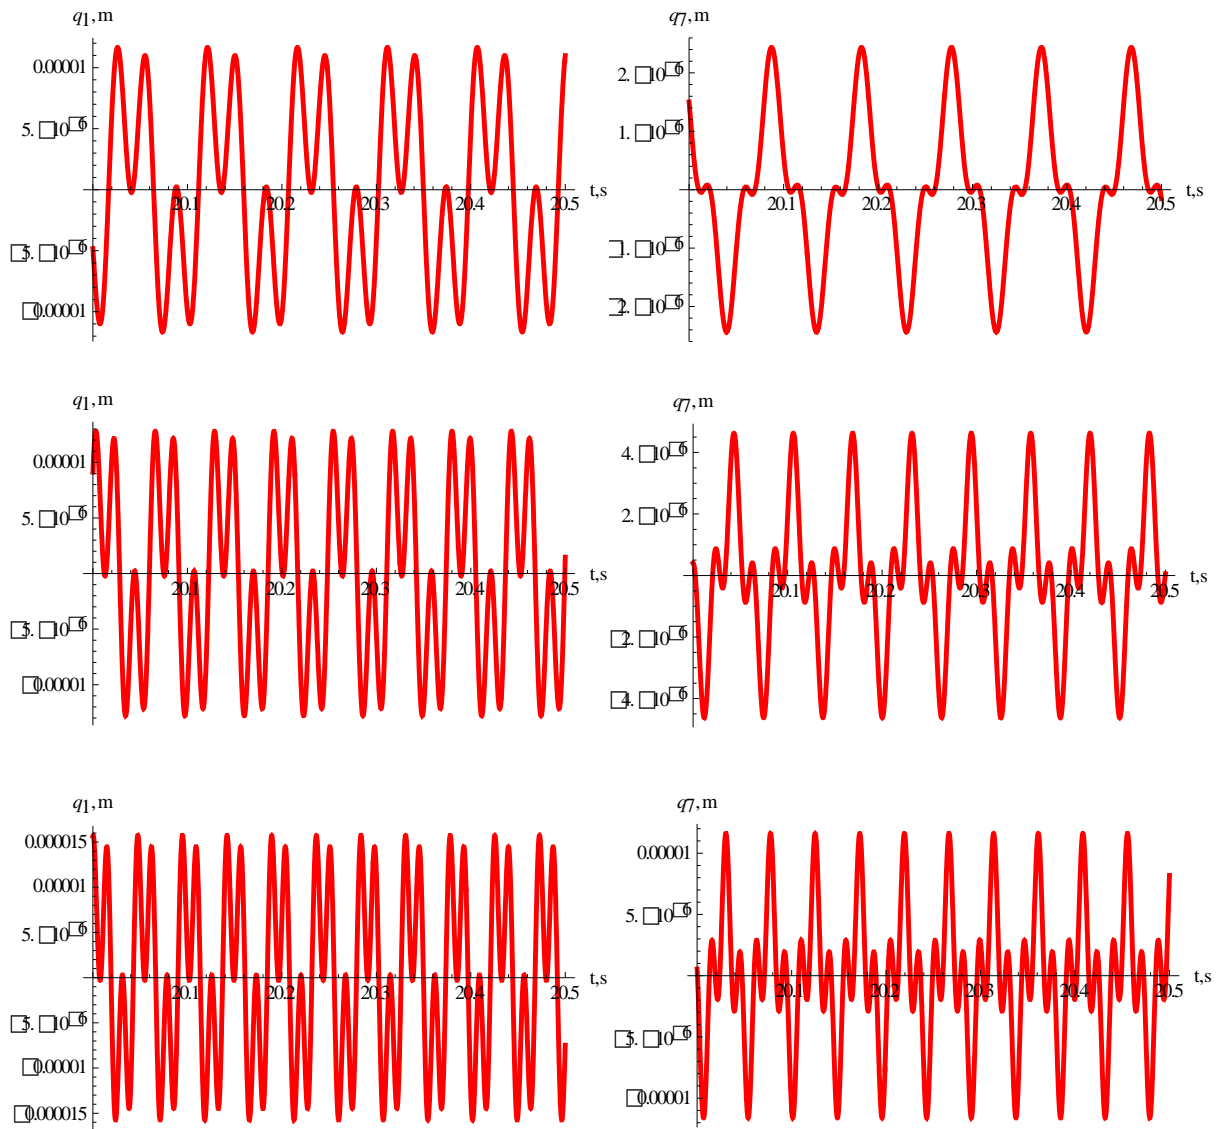 q1,m
0.00001
5. □10□6
t,s
20.1 20.2 20.3 20.4 20.5
□5. □10□6
□0.00001
q7,m
2. □10□6
1. □10□6
t,s
20.1 20.2 20.3 20.4 20.5
□1. □10□6
□2. □10□6
q1,m
0.00001
5. □10□6
t,s
20.1 20.2 20.3 20.4 20.5
□5. □10□6
□0.00001
q7,m
4. □10□6
2. □10□6
t,s
20.1 20.2 20.3 20.4 20.5
□2. □10□6
□4. □10□6
q1,m
0.000015
0.00001
5. □10□6
t,s
20.1 20.2 20.3 20.4 20.5
□5. □10□6
□0.00001
□0.000015
q7,m
0.00001
5. □10□6
t,s
20.1 20.2 20.3 20.4 20.5
□5. □10□6
□0.00001